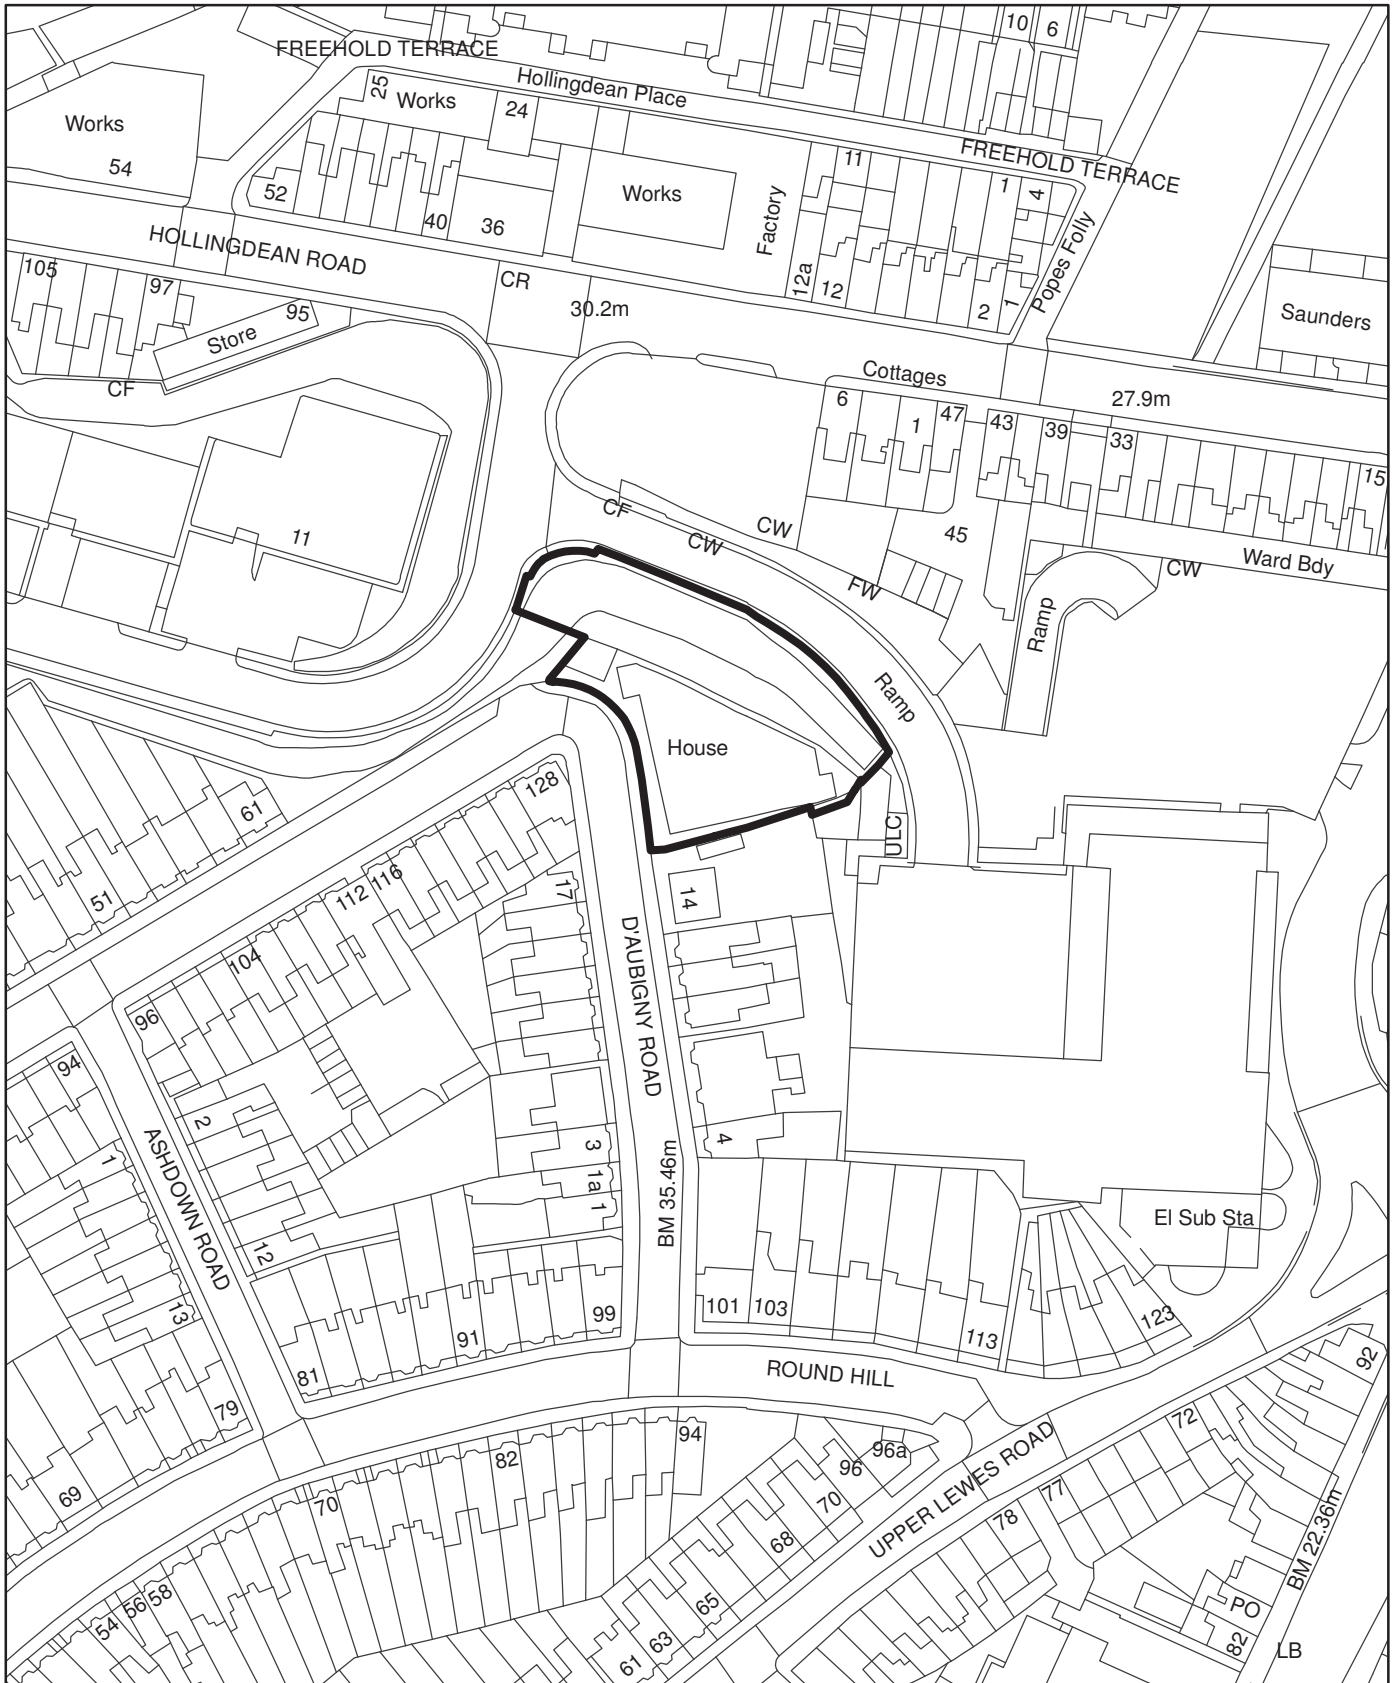 10
6
FREEHOLD TERRACE
Hollingdean Place
25
Works
24
Works
54
FREEHOLD TERRACE
11
1
4
52
40
36
Works
Factory
12a
12
2
1
Popes Folly
HOLLINGDEAN ROAD
105
97
95
Store
CF
CR
30.2m
Saunders
Cottages
27.9m
6
1
47
43
39
33
15
11
CF
CW
CW
45
FW
Ward Bdy
CW
Ramp
Ramp
House
61
51
128
116
112
104
96
94
ULC
17
14
D'AUBIGNY ROAD
2
ASHDOWN ROAD
1
3
1a
1
4
BM 35.46m
El Sub Sta
12
13
101
103
113
123
99
91
81
79
69
ROUND HILL
94
96
96a
82
70
58
56
54
UPPER LEWES ROAD
92
72
77
78
70
68
65
63
61
BM 22.36m
PO
82
LB